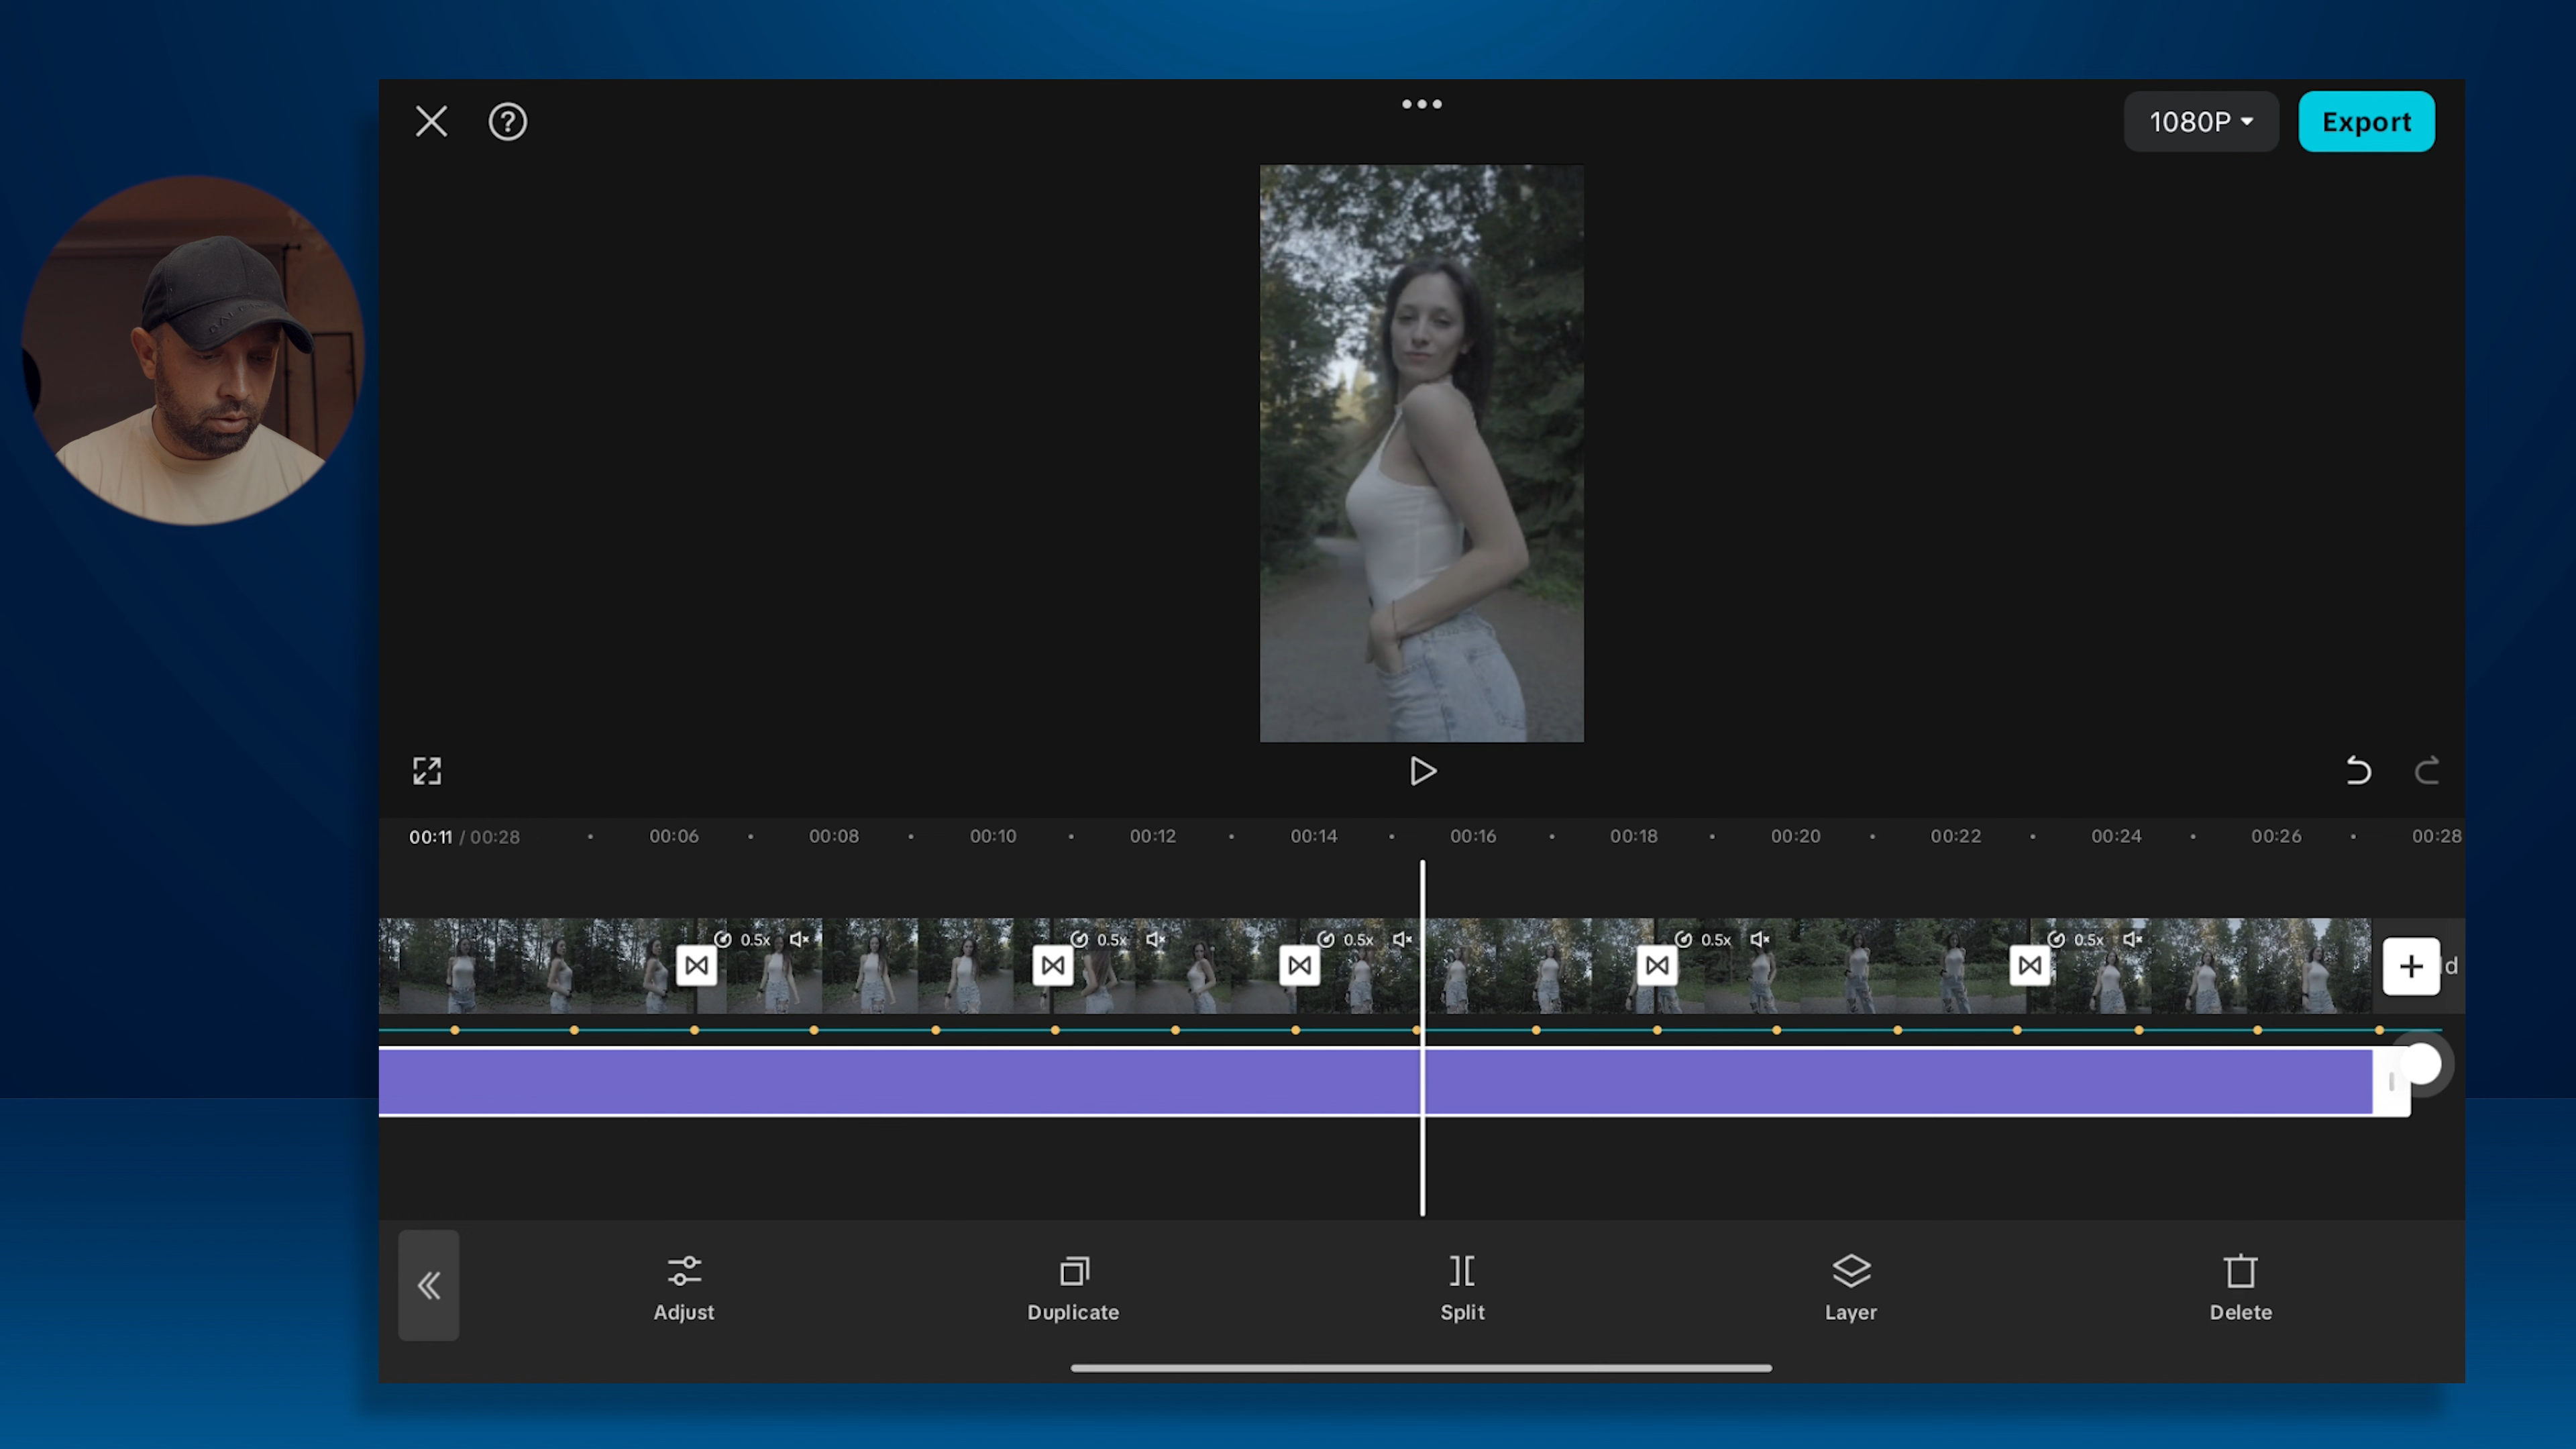 1080P
Export
00:11 / 00:28
00:06
00:08
00:10
00:12
00:14
00:16
00:18
00:20
00:22
00:24
00:26
00:28
0.5x
0.5x
0.5x
0.5x
0.5x
d
Adjust
Duplicate
Split
Layer
Delete